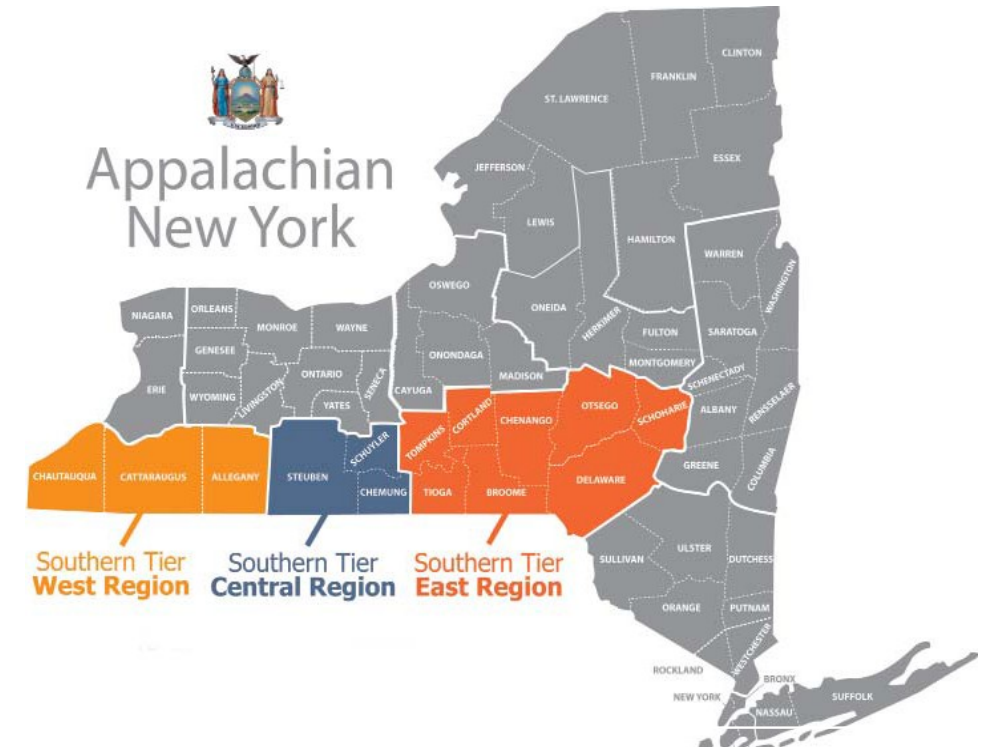 Appalachian
New York
CLINTON
FRANKLIN
ST. LAWRENCE
ESSEX
JEFFERSON
LEWIS
HAMILTON
WARREN
WASHINGTON
OSWEGO
ONEIDA
HERKIMER
NIAGARA
ORLEANS
MONROE
WAYNE
FULTON
SARATOGA
GENESEE
ONONDAGA
MONTGOMERY
ERIE
WYOMING
LIVINGSTON
ONTARIO
YATES
SENECA
CAYUGA
MADISON
SCHENECTADY
RENSSELAER
ALBANY
OTSEGO
SCHOHARIE
CORTLAND
CHENANGO
TOMPKINS
SCHUYLER
GREENE
COLUMBIA
CHAUTAUQUA
CATTARAUGUS
ALLEGANY
STEUBEN
CHEMUNG
TIOGA
BROOME
DELAWARE
Southern Tier
West Region
Southern Tier
Central Region
Southern Tier
East Region
SULLIVAN
ULSTER
DUTCHESS
ORANGE
PUTNAM
WESTCHESTER
ROCKLAND
BRONX
NEW YORK
NASSAU
SUFFOLK